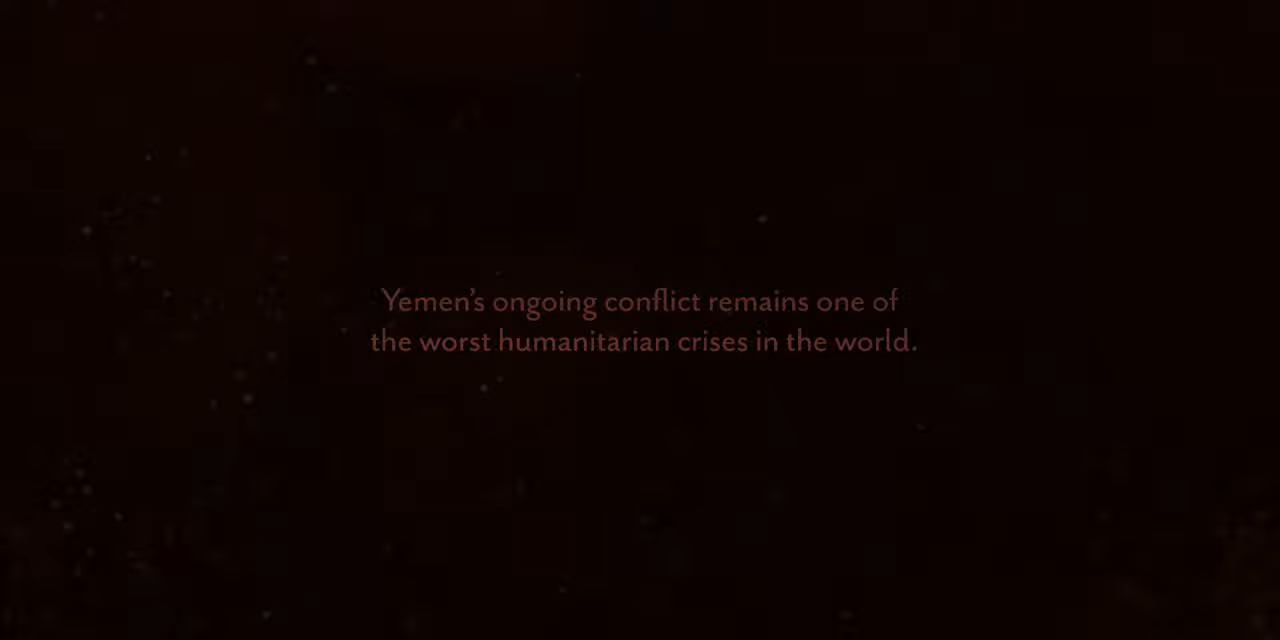 Yemen’s ongoing conflict remains one of
the worst humanitarian crises in the world.